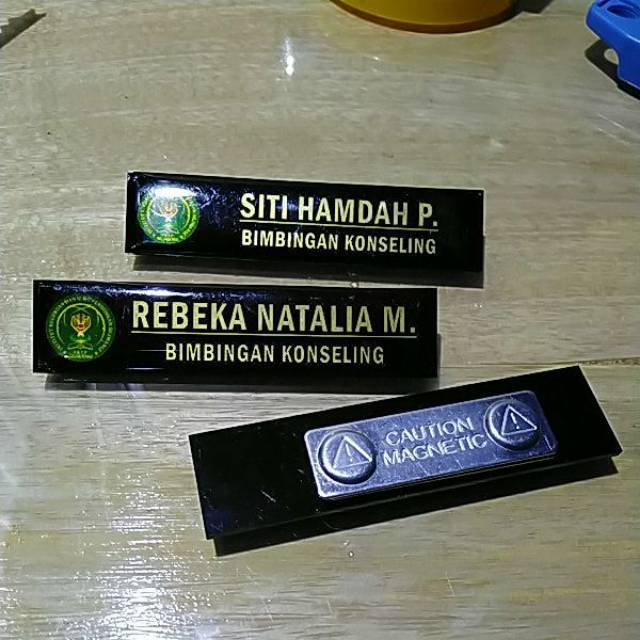 SITI HAMDAH P.
BIMBINGAN KONSELING
REBEKA NATALIA M.
BIMBINGAN KONSELING
CAUTION
MAGNETIC